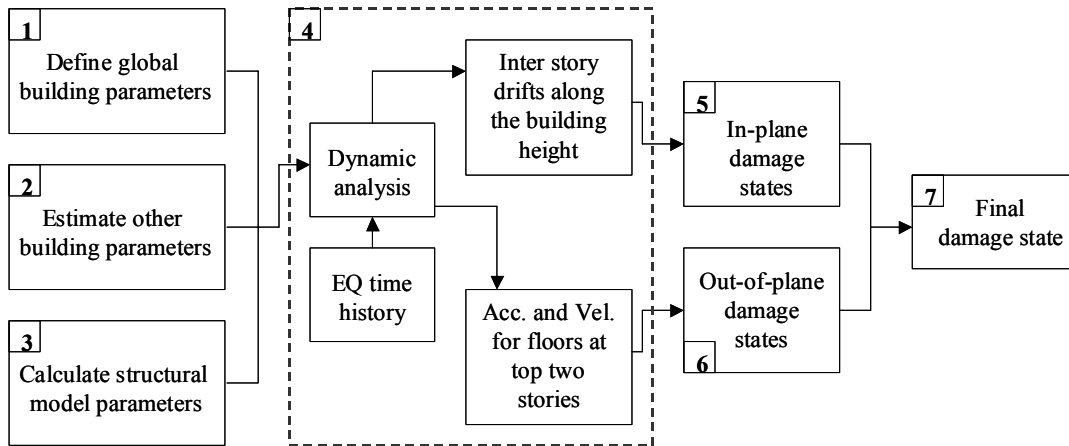 1
Define global
building parameters
2
Estimate other
building parameters
3
Calculate structural
model parameters
4
Dynamic
analysis
EQ time
history
Inter story
drifts along
the building
height
Acc. and Vel.
for floors at
top two
stories
5
In-plane
damage
states
Out-of-plane
damage
states
6
7
Final
damage state